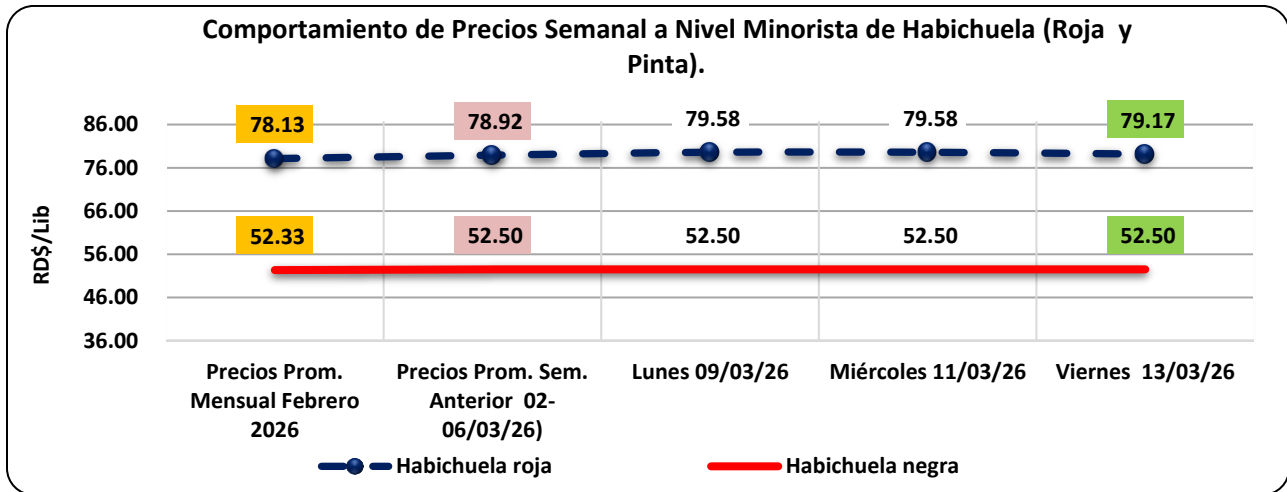 Comportamiento de Precios Semanal a Nivel Minorista de Habichuela (Roja y
Pinta).
RD$/Lib
86.00
76.00
66.00
56.00
46.00
36.00
78.13
78.92
79.58
79.58
79.17
52.33
52.50
52.50
52.50
52.50
Precios Prom.
Mensual Febrero
2026
Precios Prom. Sem.
Anterior 02-
06/03/26)
Lunes 09/03/26
Miércoles 11/03/26
Viernes 13/03/26
Habichuela roja
Habichuela negra